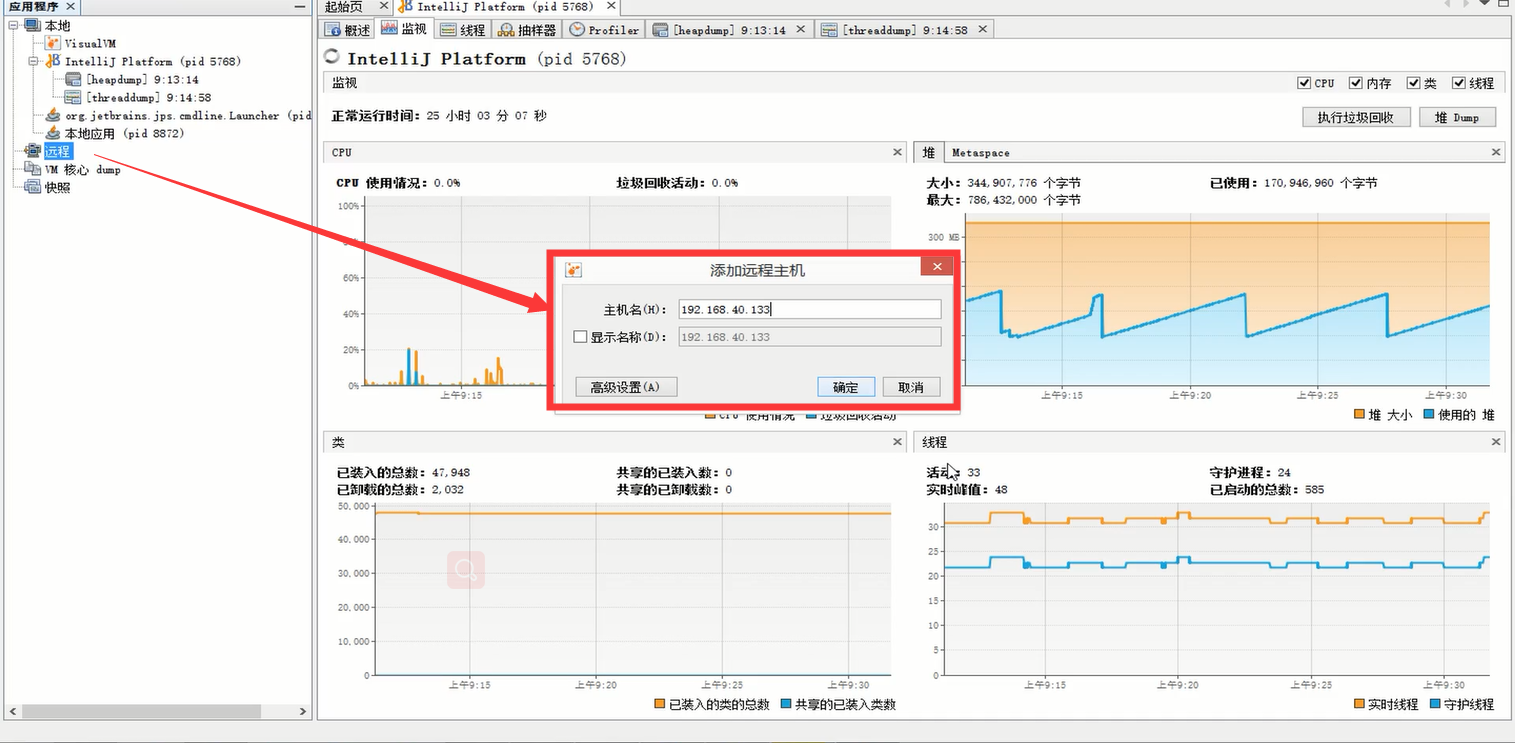 应用程序
本地
VisualVM
IntelliJ Platform (pid 5768)
[heapdump] 9:13:14
[threaddump] 9:14:58
org.jetbrains.jps.cmdline.Launcher (pid
本地应用 (pid 8872)
远程
VM 核心 dump
快照
起始页
IntelliJ Platform (pid 5768)
概述
监视
线程
抽样器
Profiler
[heapdump] 9:13:14
[threaddump] 9:14:58
IntelliJ Platform (pid 5768)
监视
CPU
内存
类
线程
正常运行时间: 25 小时 03 分 07 秒
执行垃圾回收
堆 Dump
CPU
CPU 使用情况: 0.0%
垃圾回收活动: 0.0%
100%
60%
40%
20%
0%
上午9:15
CPU 使用情况
垃圾回收活动
堆
Metaspace
大小: 344,907,776 个字节
已使用: 170,946,960 个字节
最大: 786,432,000 个字节
300 MB
上午9:15
上午9:20
上午9:25
上午9:30
堆 大小
使用的 堆
添加远程主机
主机名(H):
192.168.40.133
显示名称(D):
192.168.40.133
高级设置(A)
确定
取消
类
已装入的总数: 47,948
共享的已装入数: 0
已卸载的总数: 2,032
共享的已卸载数: 0
50,000
40,000
30,000
20,000
10,000
0
上午9:15
上午9:20
上午9:25
上午9:30
已装入的类的总数
共享的已装入类数
线程
活动: 33
守护进程: 24
实时峰值: 48
已启动的总数: 585
30
25
20
15
10
5
0
上午9:15
上午9:20
上午9:25
上午9:30
实时线程
守护线程